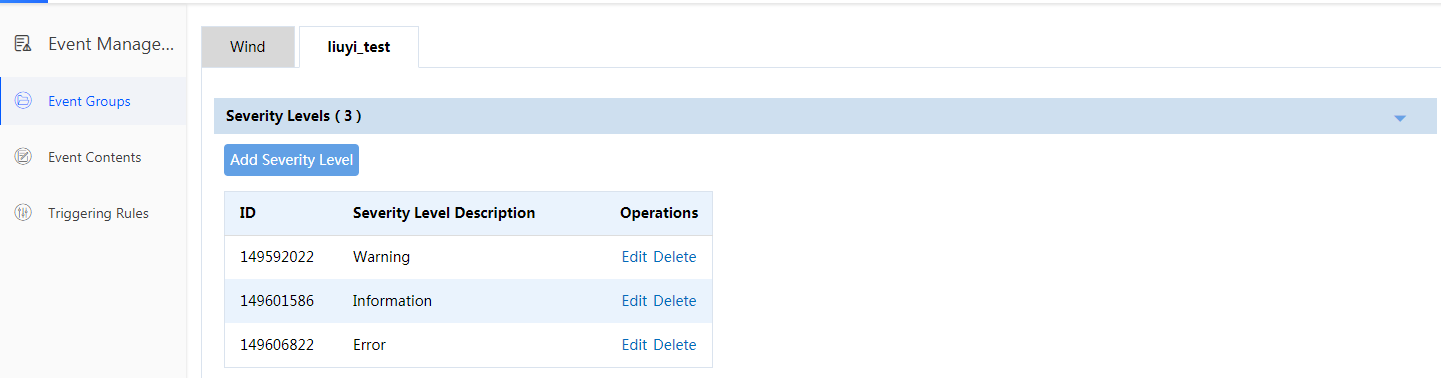 Event Manage...
Event Groups
Event Contents
Triggering Rules
Wind
liuyi_test
Severity Levels ( 3 )
Add Severity Level
ID Severity Level Description Operations
149592022 Warning Edit Delete
149601586 Information Edit Delete
149606822 Error Edit Delete